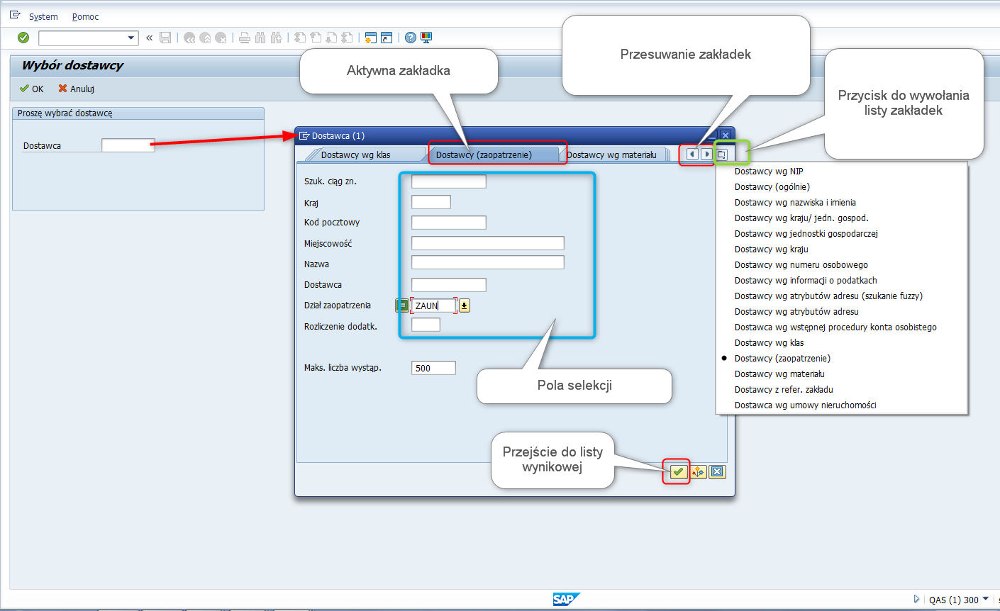 System Pomoc
Wybór dostawcy
OK Anuluj
Proszę wybrać dostawcę
Dostawca
Aktywna zakładka
Przesuwanie zakładek
Przycisk do wywołania
listy zakładek
Dostawca (1)
Dostawcy wg klas Dostawcy (zaopatrzenie) Dostawcy wg materiału
Szuk. ciąg zn.
Kraj
Kod pocztowy
Miejscowość
Nazwa
Dostawca
Dział zaopatrzenia ZAUN
Rozliczenie dodatk.
Maks. liczba wystąp. 500
Pola selekcji
Przejście do listy
wynikowej
Dostawcy wg NIP
Dostawcy (ogólnie)
Dostawcy wg nazwiska i imienia
Dostawcy wg kraju/ jedn. gospod.
Dostawcy wg jednostki gospodarczej
Dostawcy wg kraju
Dostawcy wg numeru osobowego
Dostawcy wg informacji o podatkach
Dostawcy wg atrybutów adresu (szukanie fuzzy)
Dostawcy wg atrybutów adresu
Dostawca wg wstępnej procedury konta osobistego
Dostawcy wg klas
Dostawcy (zaopatrzenie)
Dostawcy wg materiału
Dostawcy z refer. zakładu
Dostawca wg umowy nieruchomości
SAP
QAS (1) 300